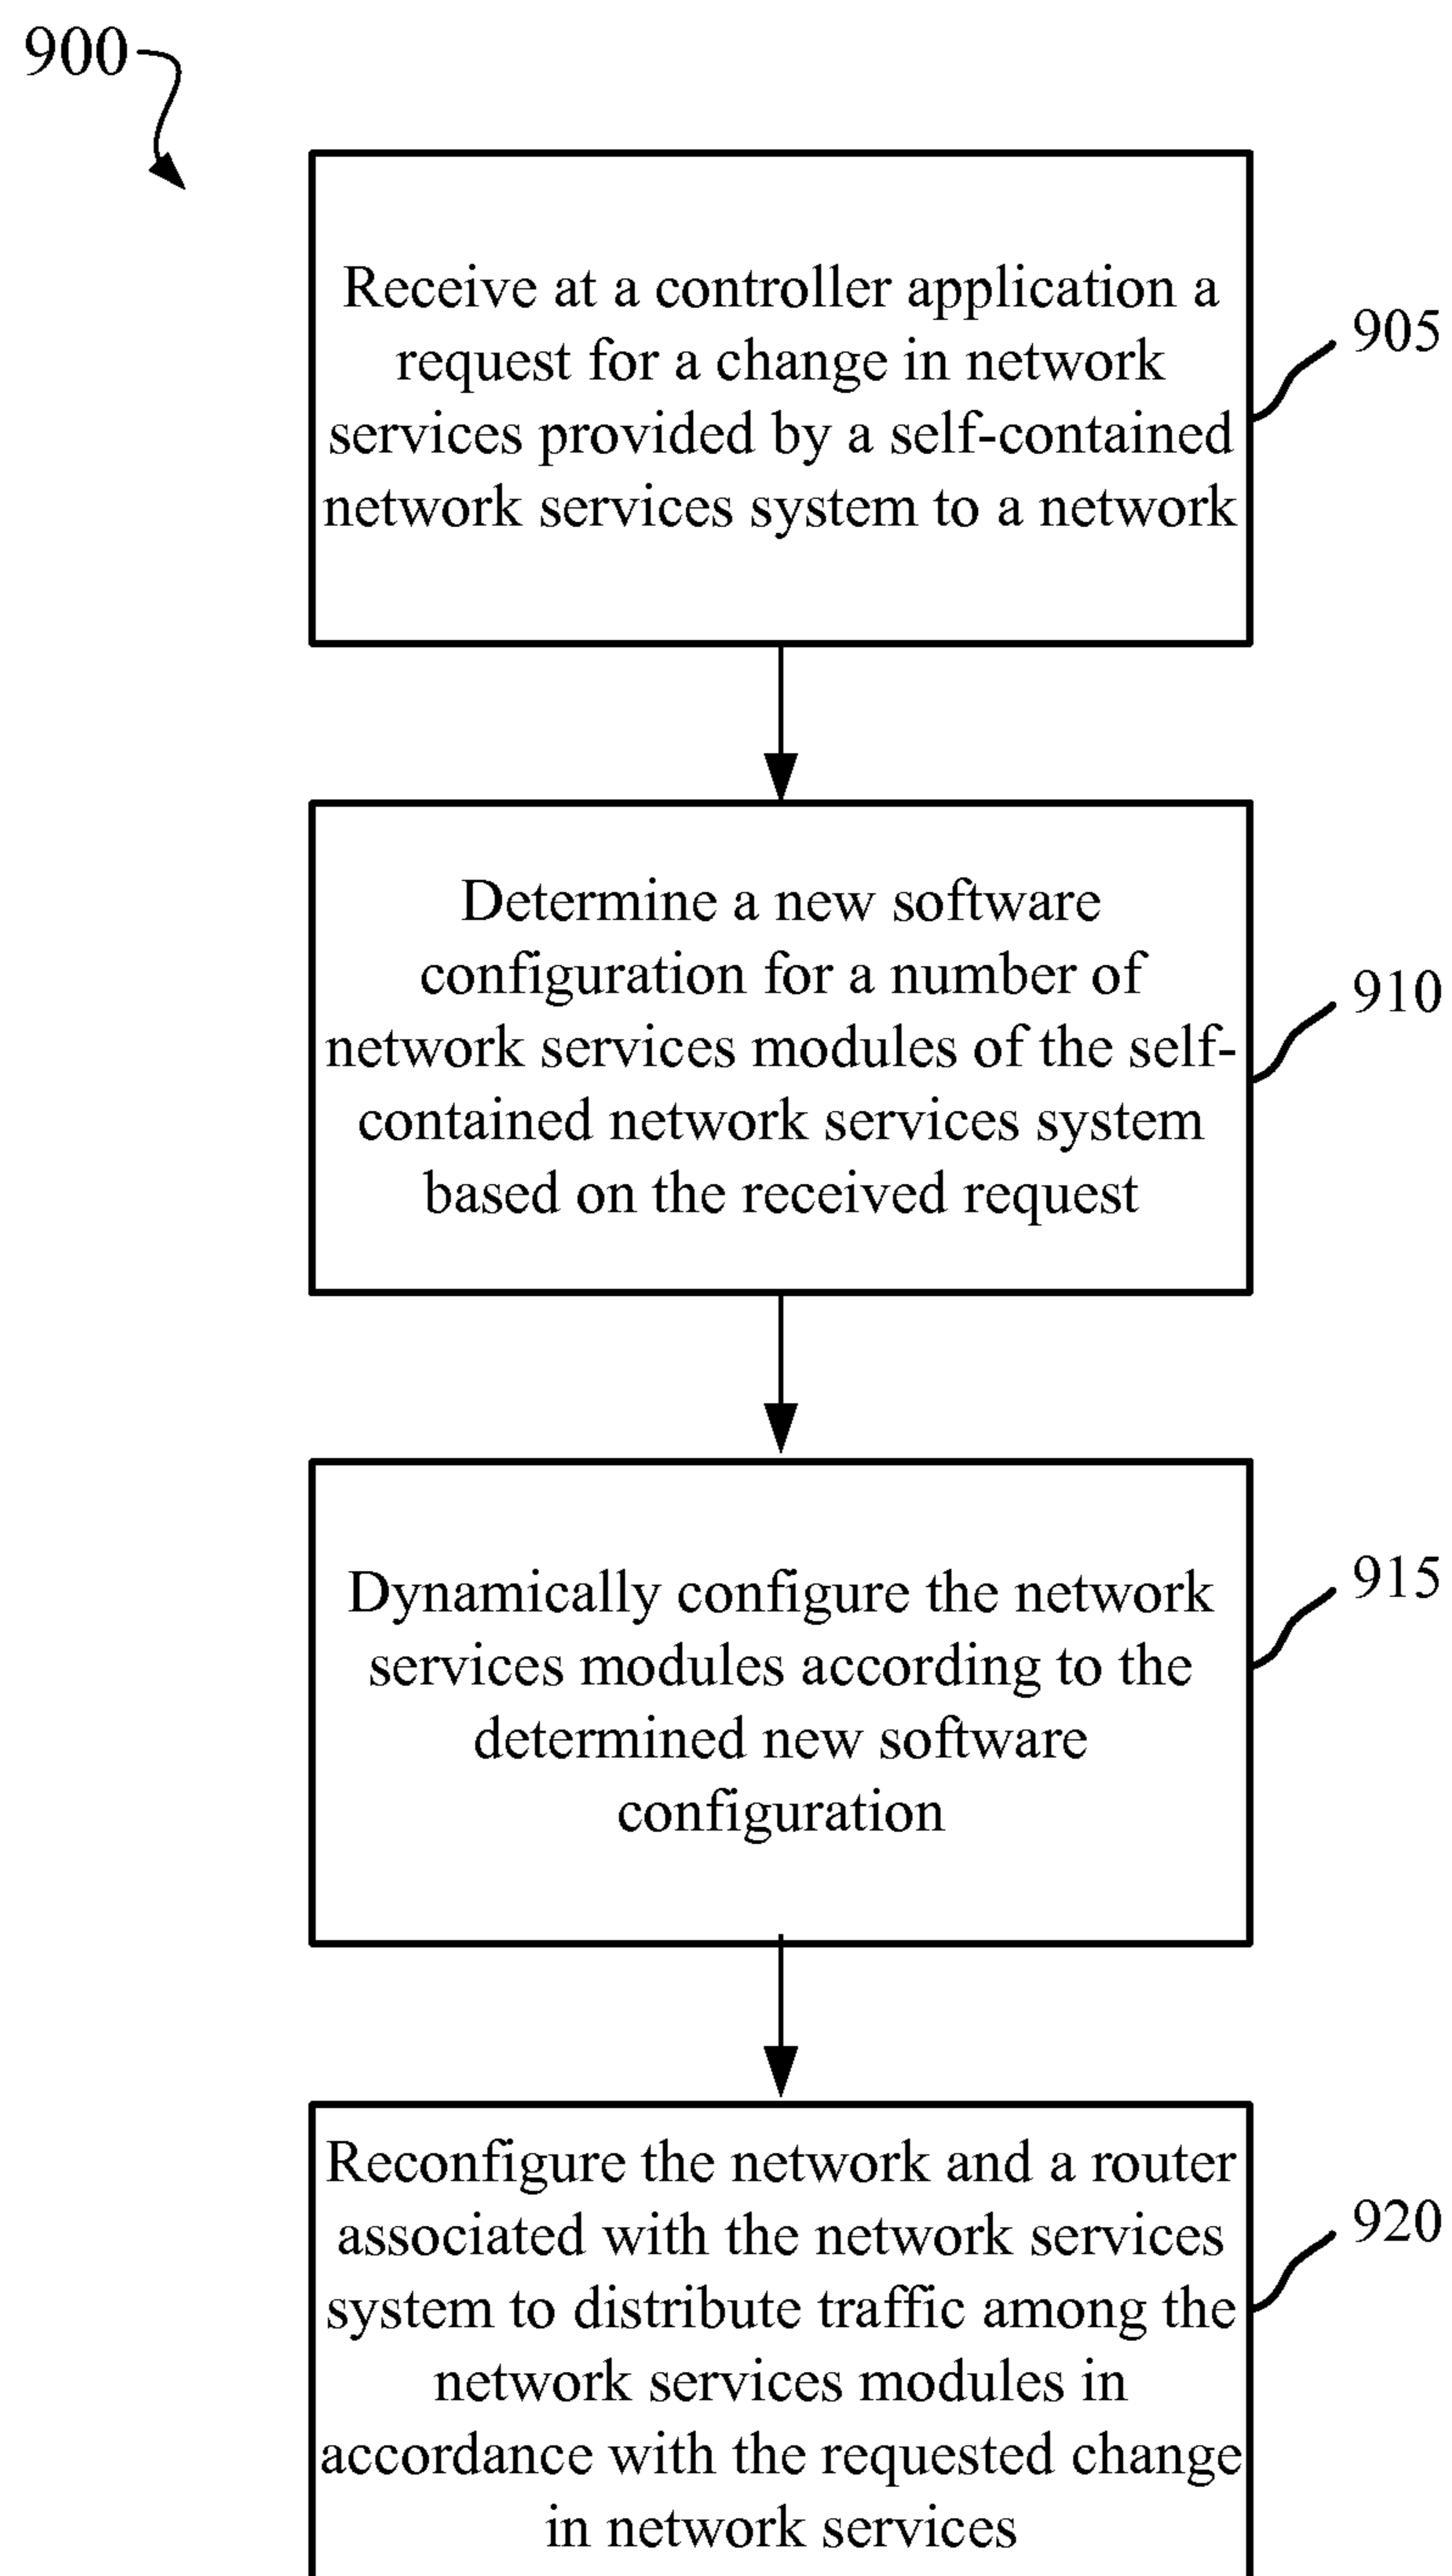 900
Receive at a controller application a
request for a change in network
services provided by a self-contained
network services system to a network
905
Determine a new software
configuration for a number of
network services modules of the self-
contained network services system
based on the received request
910
Dynamically configure the network
services modules according to the
determined new software
configuration
915
Reconfigure the network and a router
associated with the network services
system to distribute traffic among the
network services modules in
accordance with the requested change
in network services
920